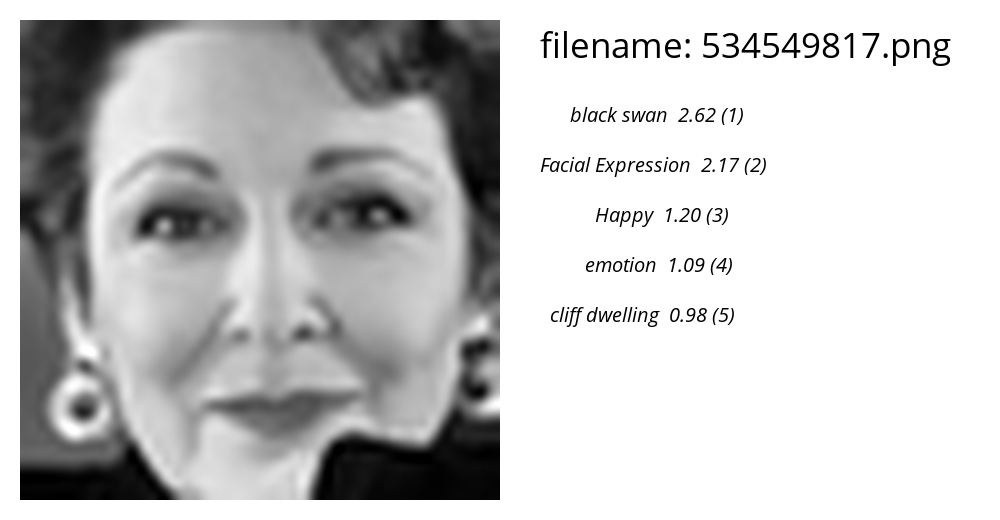 filename: 534549817.png
black swan 2.62 (1)
Facial Expression 2.17 (2)
Happy 1.20 (3)
emotion 1.09 (4)
cliff dwelling 0.98 (5)